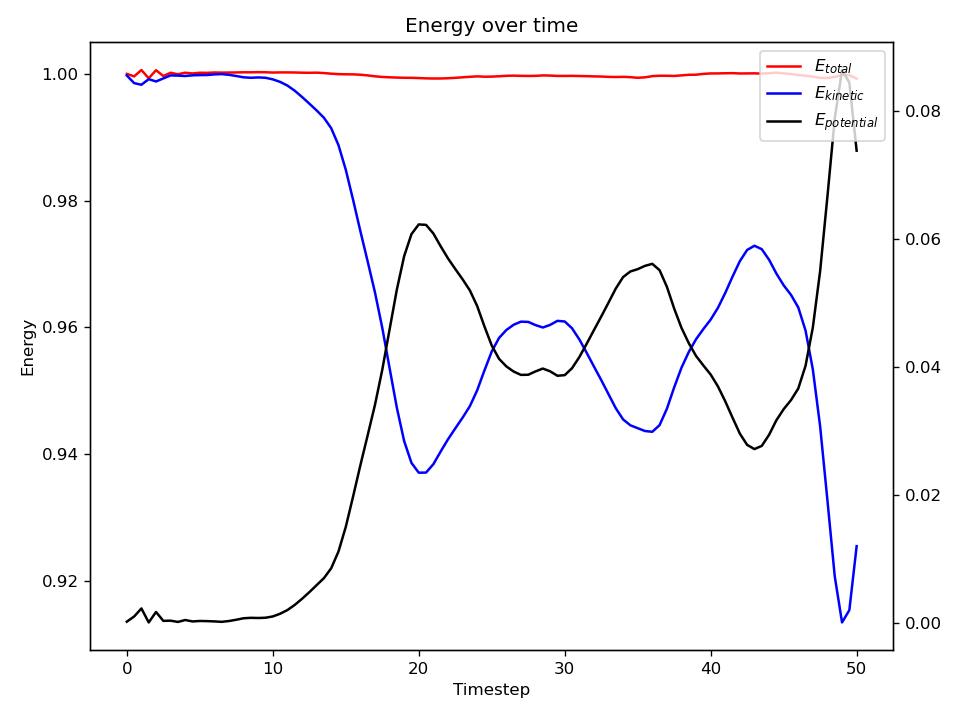 Energy over time
1.00
0.98
0.96
0.94
0.92
Energy
E_total
E_kinetic
E_potential
0.08
0.06
0.04
0.02
0.00
0 10 20 30 40 50
Timestep